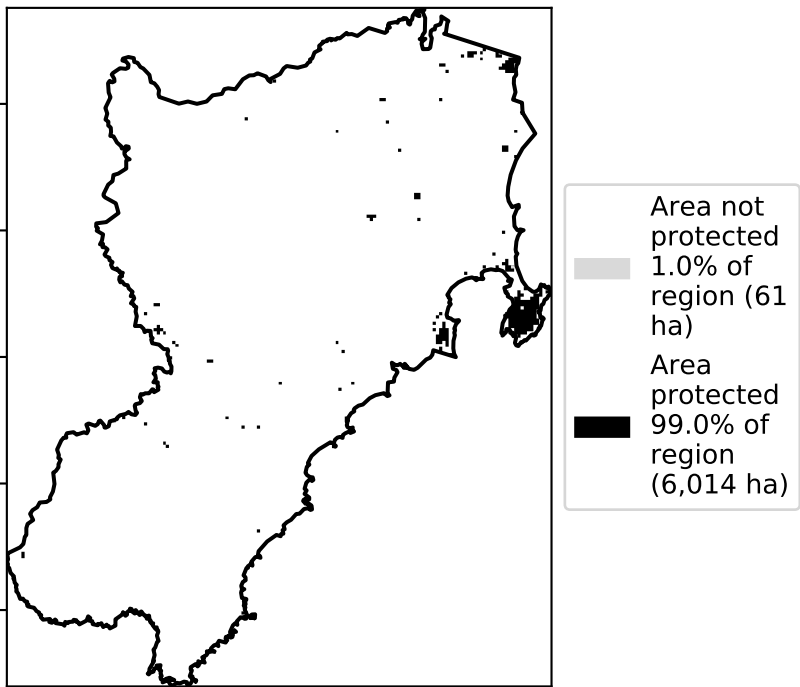 Area not
protected
1.0% of
region (61
ha)
Area
protected
99.0% of
region
(6,014 ha)